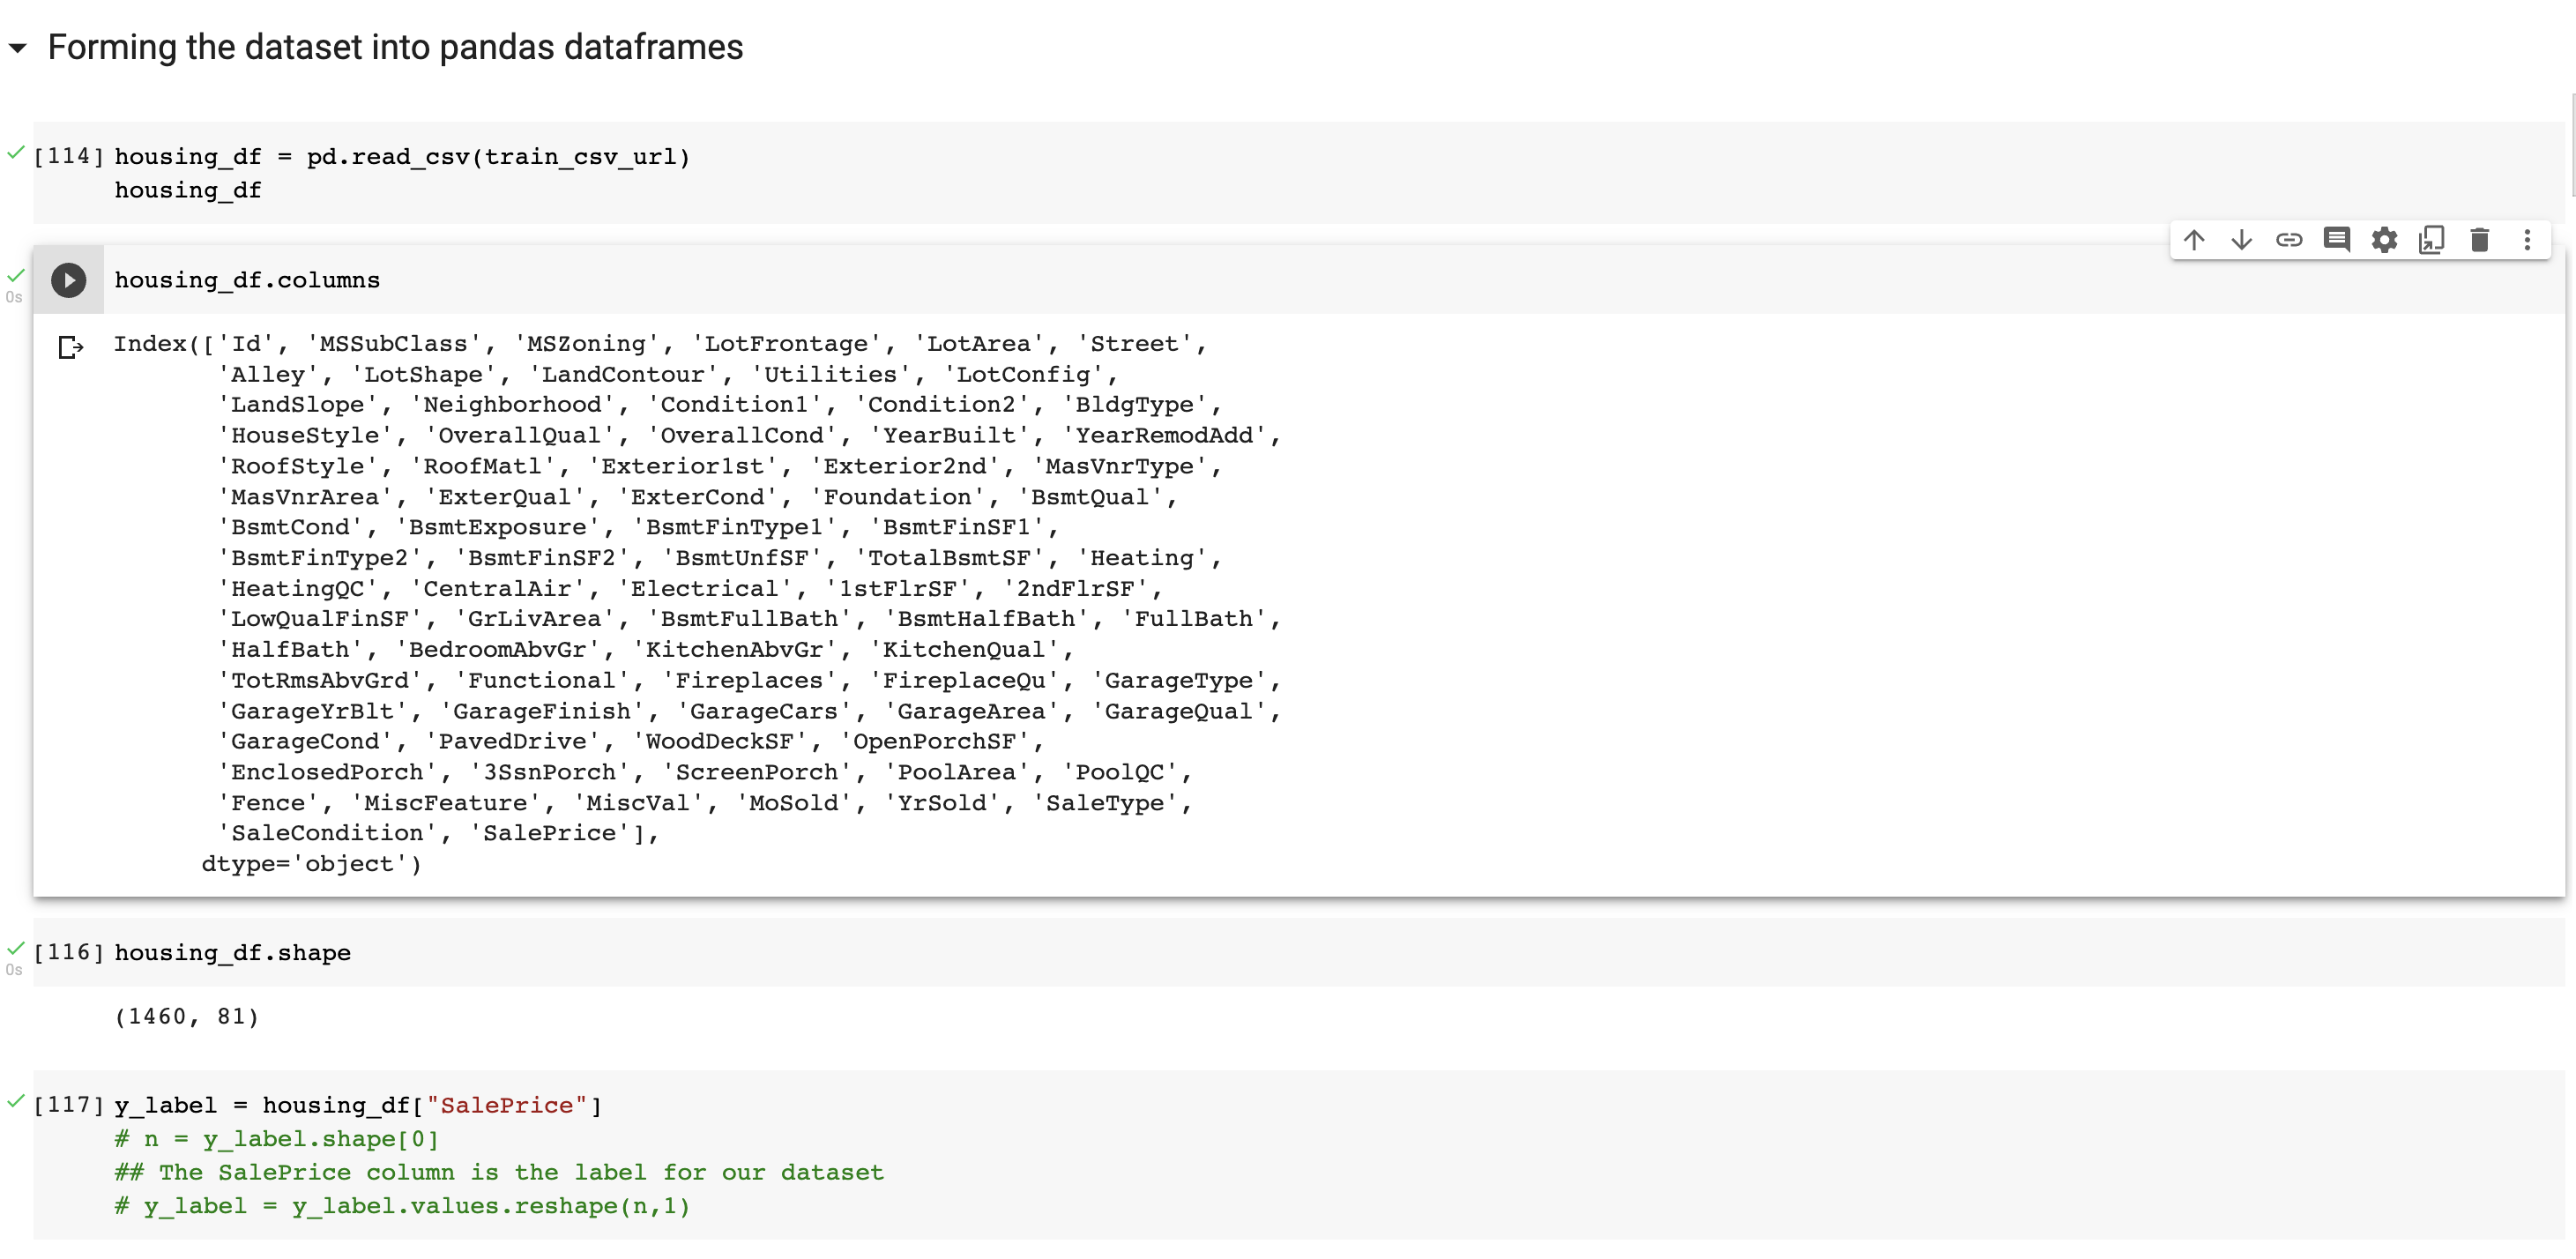 Forming the dataset into pandas dataframes
[114] housing_df = pd.read_csv(train_csv_url)
housing_df
housing_df.columns
0s
Index(['Id', 'MSSubClass', 'MSZoning', 'LotFrontage', 'LotArea', 'Street',
'Alley', 'LotShape', 'LandContour', 'Utilities', 'LotConfig',
'LandSlope', 'Neighborhood', 'Condition1', 'Condition2', 'BldgType',
'HouseStyle', 'OverallQual', 'OverallCond', 'YearBuilt', 'YearRemodAdd',
'RoofStyle', 'RoofMatl', 'Exterior1st', 'Exterior2nd', 'MasVnrType',
'MasVnrArea', 'ExterQual', 'ExterCond', 'Foundation', 'BsmtQual',
'BsmtCond', 'BsmtExposure', 'BsmtFinType1', 'BsmtFinSF1',
'BsmtFinType2', 'BsmtFinSF2', 'BsmtUnfSF', 'TotalBsmtSF', 'Heating',
'HeatingQC', 'CentralAir', 'Electrical', '1stFlrSF', '2ndFlrSF',
'LowQualFinSF', 'GrLivArea', 'BsmtFullBath', 'BsmtHalfBath', 'FullBath',
'HalfBath', 'BedroomAbvGr', 'KitchenAbvGr', 'KitchenQual',
'TotRmsAbvGrd', 'Functional', 'Fireplaces', 'FireplaceQu', 'GarageType',
'GarageYrBlt', 'GarageFinish', 'GarageCars', 'GarageArea', 'GarageQual',
'GarageCond', 'PavedDrive', 'WoodDeckSF', 'OpenPorchSF',
'EnclosedPorch', '3SsnPorch', 'ScreenPorch', 'PoolArea', 'PoolQC',
'Fence', 'MiscFeature', 'MiscVal', 'MoSold', 'YrSold', 'SaleType',
'SaleCondition', 'SalePrice'],
dtype='object')
[116] housing_df.shape
0s
(1460, 81)
[117] y_label = housing_df["SalePrice"]
# n = y_label.shape[0]
## The SalePrice column is the label for our dataset
# y_label = y_label.values.reshape(n,1)